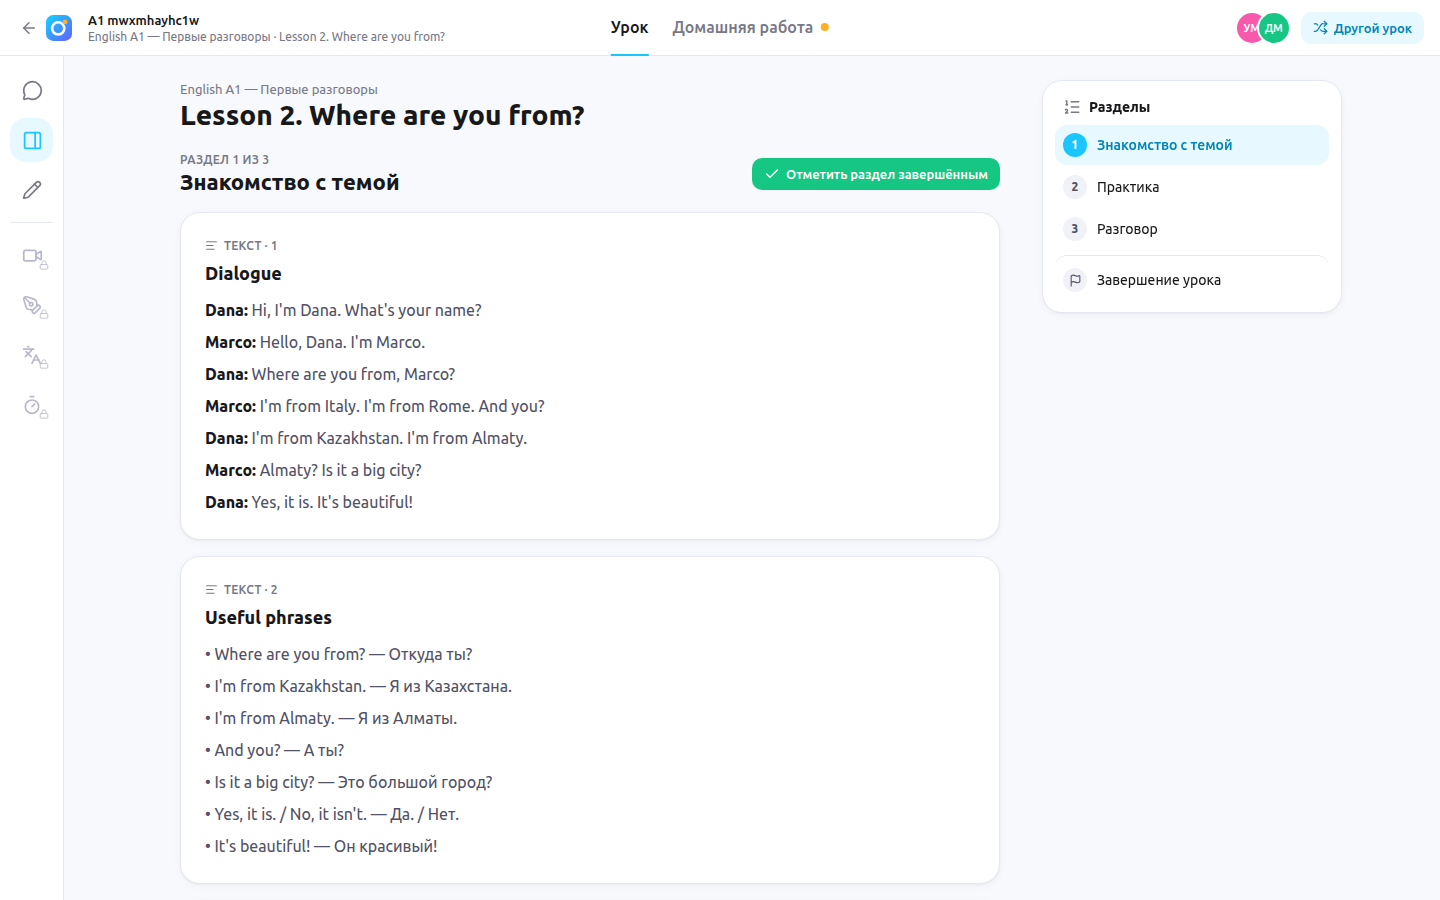 A1 mwxmhayhc1w
English A1 — Первые разговоры · Lesson 2. Where are you from?
Урок
Домашняя работа
УМ
ДМ
Другой урок
English A1 — Первые разговоры
Lesson 2. Where are you from?
РАЗДЕЛ 1 ИЗ 3
Знакомство с темой
Отметить раздел завершённым
ТЕКСТ · 1
Dialogue
Dana: Hi, I'm Dana. What's your name?
Marco: Hello, Dana. I'm Marco.
Dana: Where are you from, Marco?
Marco: I'm from Italy. I'm from Rome. And you?
Dana: I'm from Kazakhstan. I'm from Almaty.
Marco: Almaty? Is it a big city?
Dana: Yes, it is. It's beautiful!
ТЕКСТ · 2
Useful phrases
• Where are you from? — Откуда ты?
• I'm from Kazakhstan. — Я из Казахстана.
• I'm from Almaty. — Я из Алматы.
• And you? — А ты?
• Is it a big city? — Это большой город?
• Yes, it is. / No, it isn't. — Да. / Нет.
• It's beautiful! — Он красивый!
Разделы
1 Знакомство с темой
2 Практика
3 Разговор
Завершение урока